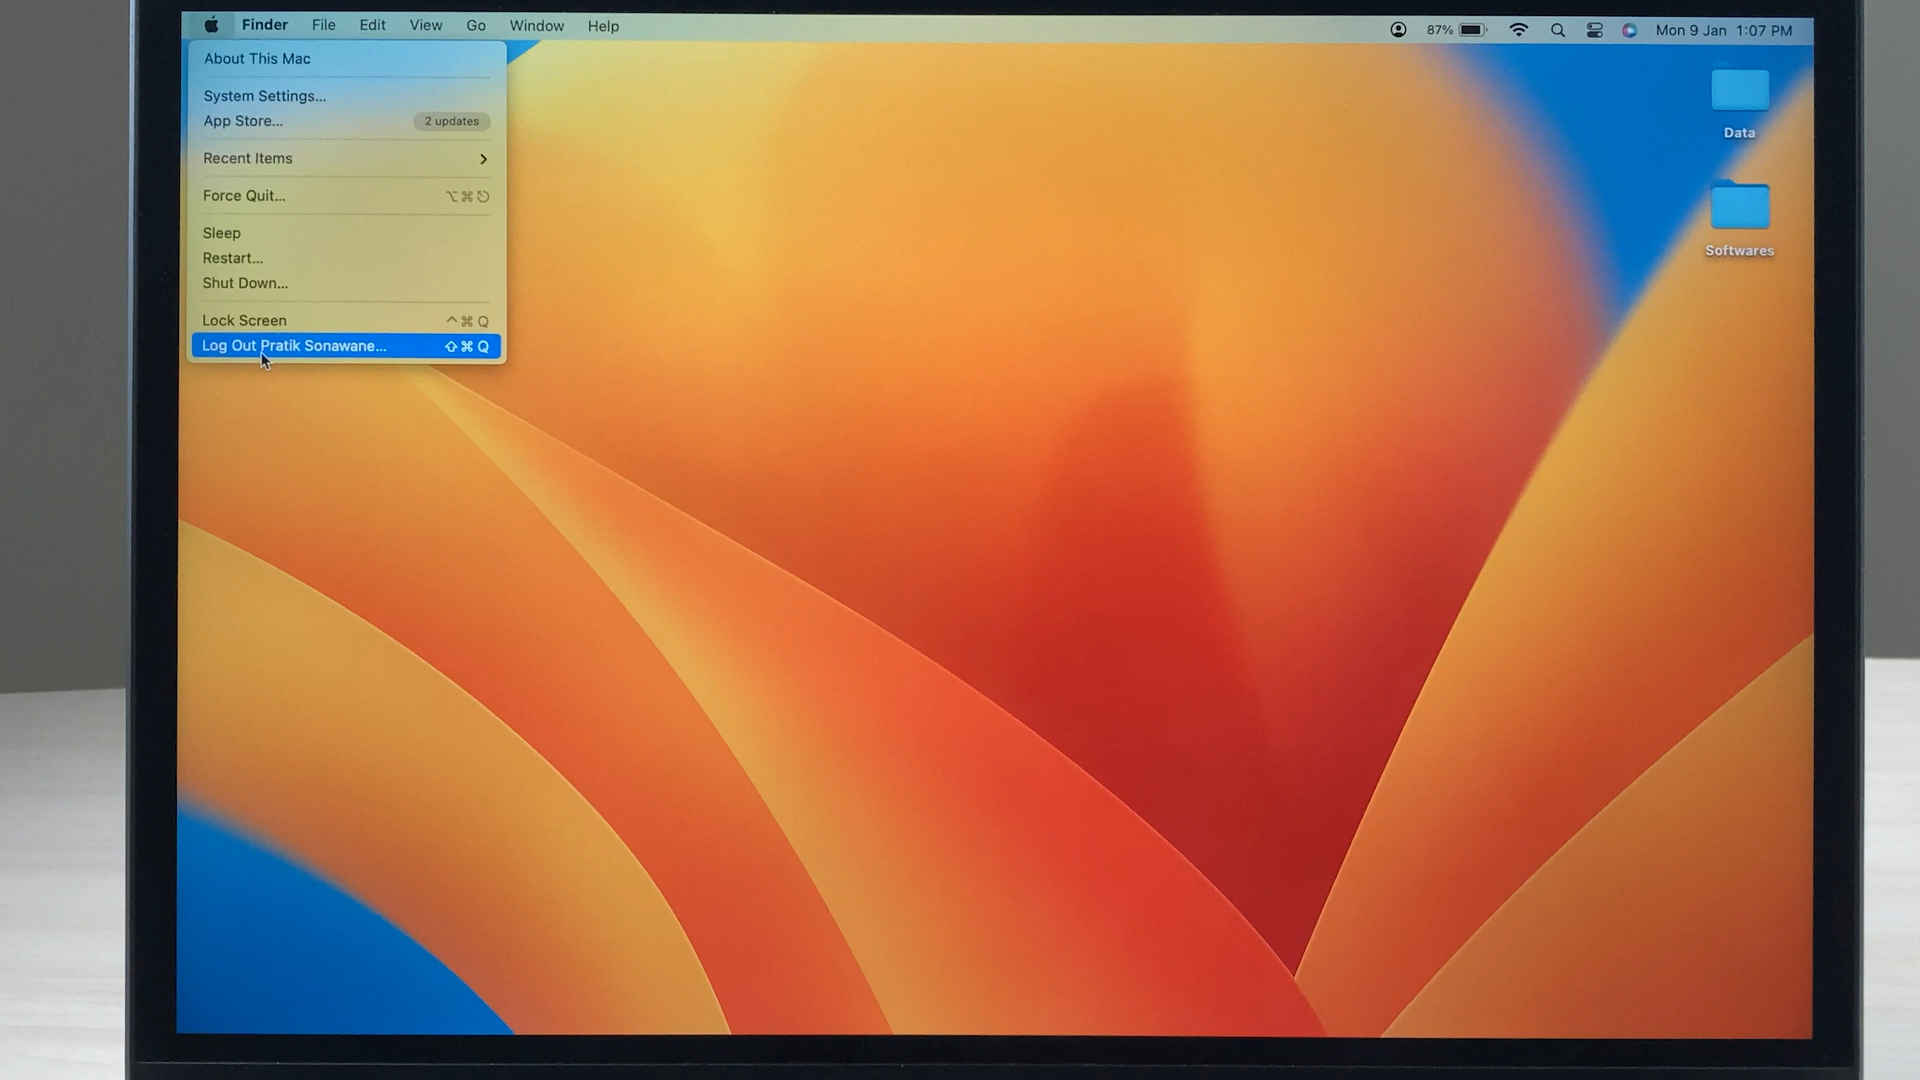 Finder File Edit View Go Window Help 87% Mon 9 Jan 1:07 PM
About This Mac
System Settings...
App Store... 2 updates
Recent Items
Force Quit... ⌥⌘⎋
Sleep
Restart...
Shut Down...
Lock Screen ^⌘Q
Log Out Pratik Sonawane... ⇧⌘Q
Data
Softwares